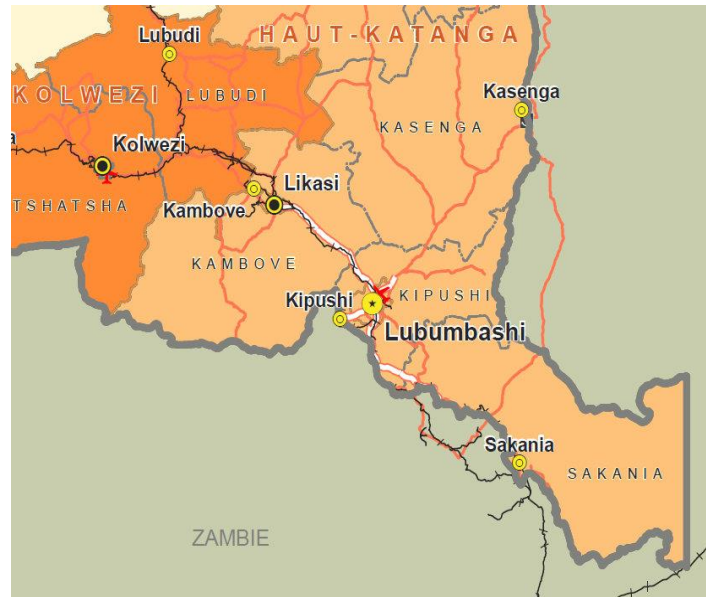 Lubudi
HAUT-KATANGA
KOLWEZI
LUBUDI
Kasenga
KASENGA
a
Kolwezi
Likasi
TSHATSHA
Kambove
KAMBOVE
Kipushi
KIPUSHI
Lubumbashi
Sakania
SAKANIA
ZAMBIE